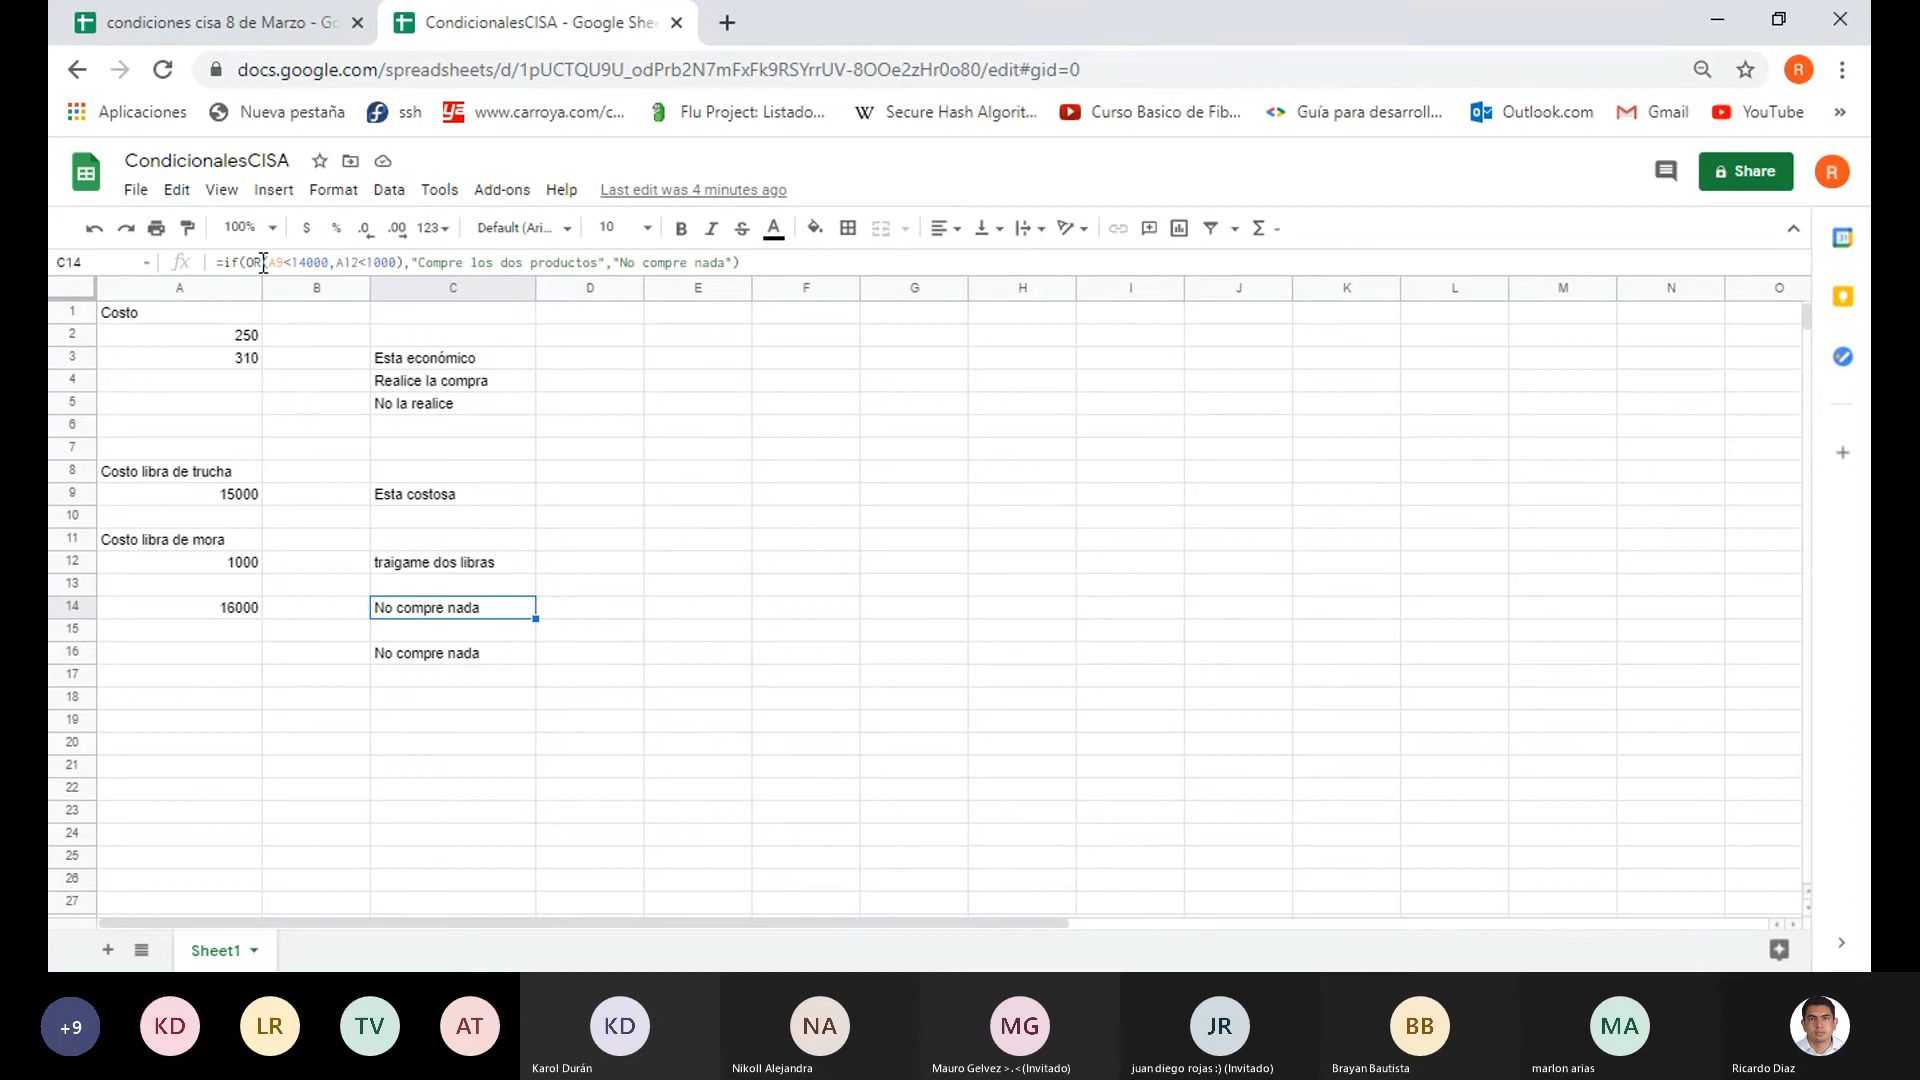 condiciones cisa 8 de Marzo - Go
CondicionalesCISA - Google She
docs.google.com/spreadsheets/d/1pUCTQU9U_odPrb2N7mFxFk9RSYrrUV-8OOe2zHr0o80/edit#gid=0
R
Aplicaciones
Nueva pestaña
ssh
www.carroya.com/c...
Flu Project: Listado...
Secure Hash Algorit...
Curso Basico de Fib...
Guía para desarroll...
Outlook.com
Gmail
YouTube
»
CondicionalesCISA
File Edit View Insert Format Data Tools Add-ons Help Last edit was 4 minutes ago
Share
R
100% $ % .0 .00 123 Default (Ari... 10 B I S A Σ
C14 fx =if(OR(A9<14000,A12<1000),"Compre los dos productos","No compre nada")
A B C D E F G H I J K L M N O
1 Costo
2 250
3 310 Esta económico
4 Realice la compra
5 No la realice
6
7
8 Costo libra de trucha
9 15000 Esta costosa
10
11 Costo libra de mora
12 1000 traigame dos libras
13
14 16000 No compre nada
15
16 No compre nada
17
18
19
20
21
22
23
24
25
26
27
Sheet1
+9 KD LR TV AT KD NA MG JR BB MA
Karol Durán
Nikoll Alejandra
Mauro Gelvez >.< (Invitado)
juan diego rojas :) (Invitado)
Brayan Bautista
marlon arias
Ricardo Diaz